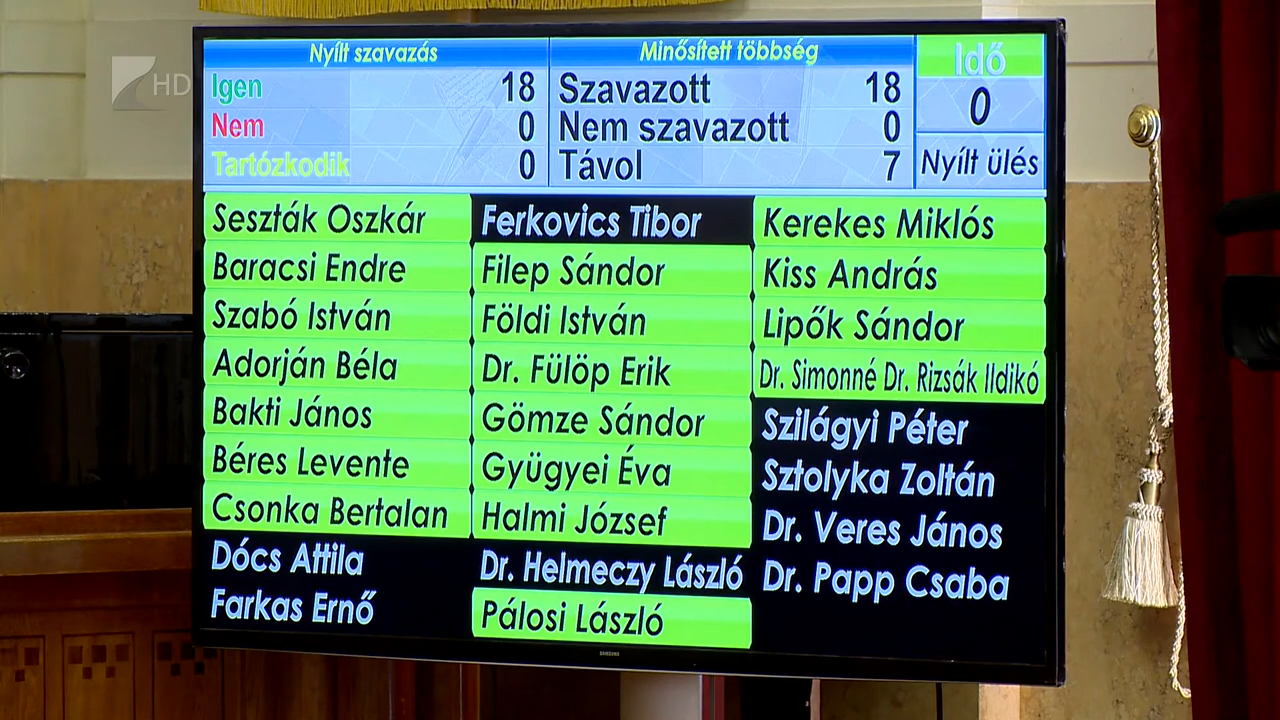 HD
Nyílt szavazás
Igen 18
Nem 0
Tartózkodik 0
Minősített többség
Szavazott 18
Nem szavazott 0
Távol 7
Idő
0
Nyílt ülés
Seszták Oszkár
Baracsi Endre
Szabó István
Adorján Béla
Bakti János
Béres Levente
Csonka Bertalan
Dócs Attila
Farkas Ernő
Ferkovics Tibor
Filep Sándor
Földi István
Dr. Fülöp Erik
Gömze Sándor
Gyügyei Éva
Halmi József
Dr. Helmeczy László
Pálosi László
Kerekes Miklós
Kiss András
Lipők Sándor
Dr. Simonné Dr. Rizsák Ildikó
Szilágyi Péter
Sztolyka Zoltán
Dr. Veres János
Dr. Papp Csaba
SAMSUNG